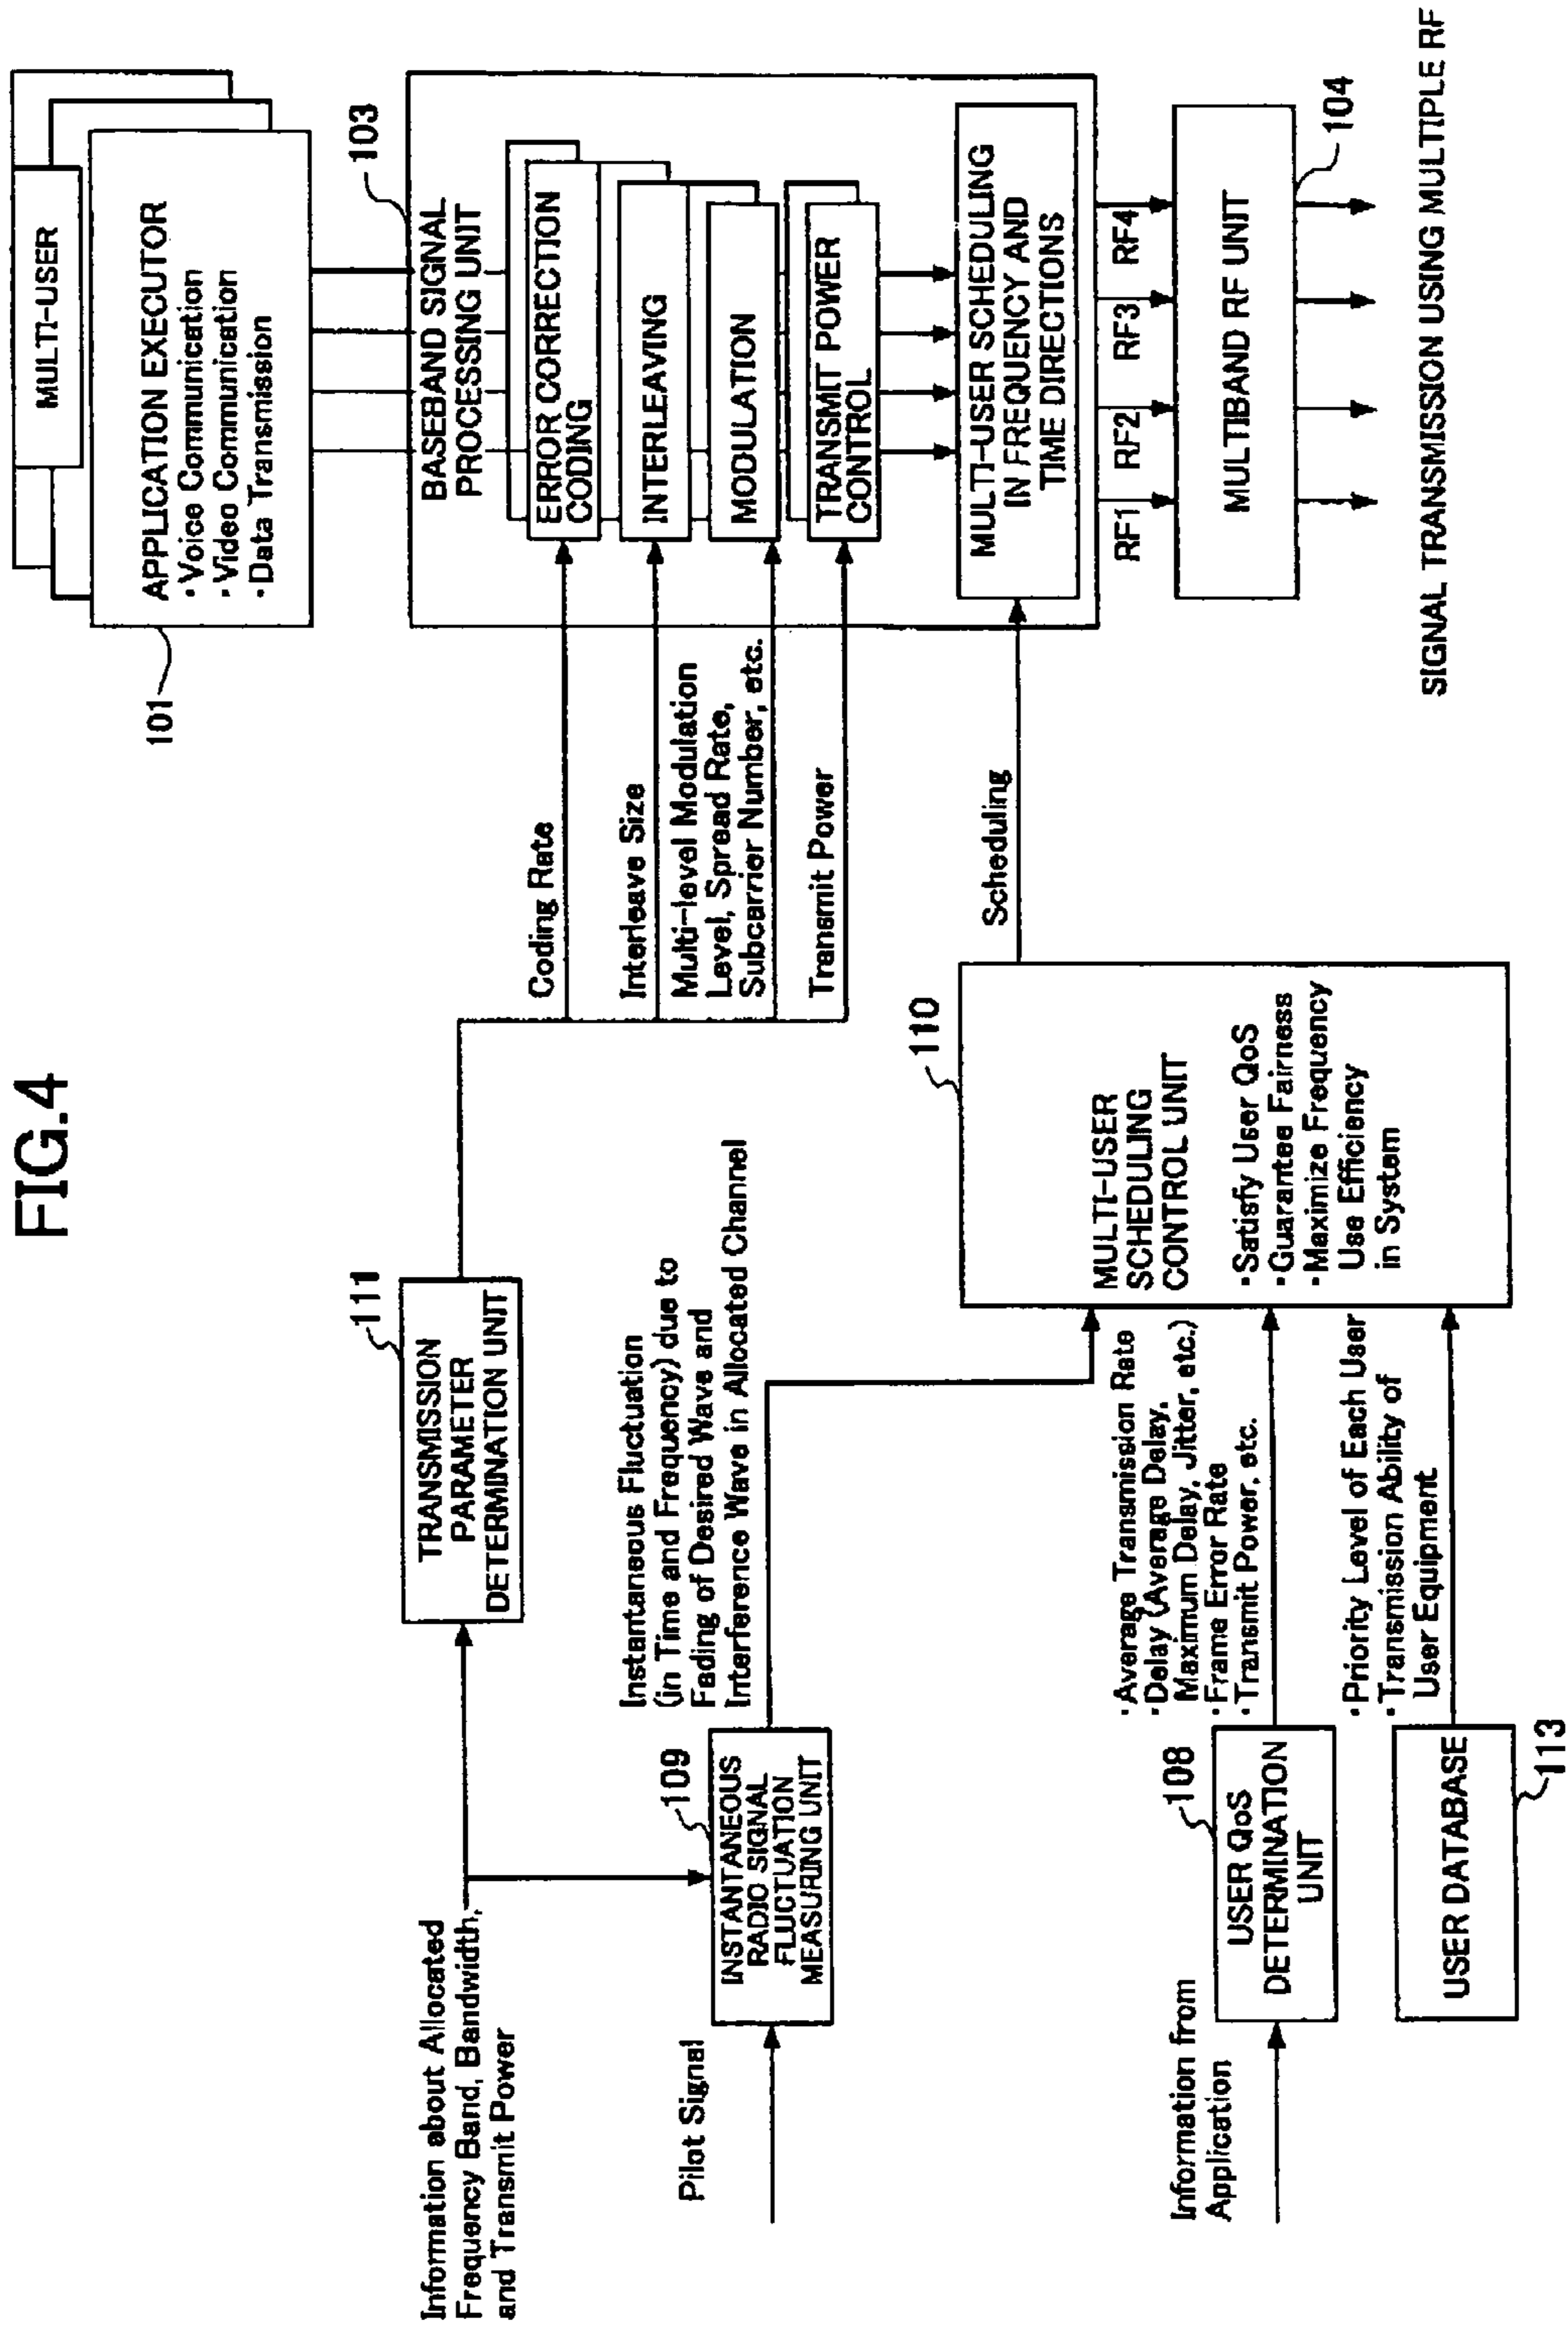 FIG.4
MULTI-USER
APPLICATION EXECUTOR
・Voice Communication
・Video Communication
・Data Transmission
101
103
BASEBAND SIGNAL
PROCESSING UNIT
ERROR CORRECTION
CODING
INTERLEAVING
MODULATION
TRANSMIT POWER
CONTROL
MULTI-USER SCHEDULING
IN FREQUENCY AND
TIME DIRECTIONS
RF1
RF2
RF3
RF4
MULTIBAND RF UNIT
104
SIGNAL TRANSMISSION USING MULTIPLE RF
Coding Rate
Interleave Size
Multi-level Modulation
Level, Spread Rate,
Subcarrier Number, etc.
Transmit Power
Scheduling
111
TRANSMISSION
PARAMETER
DETERMINATION UNIT
110
MULTI-USER
SCHEDULING
CONTROL UNIT
・Satisfy User QoS
・Guarantee Fairness
・Maximize Frequency
Use Efficiency
in System
Instantaneous Fluctuation
(in Time and Frequency) due to
Fading of Desired Wave and
Interference Wave in Allocated Channel
・Average Transmission Rate
・Delay (Average Delay,
Maximum Delay, Jitter, etc.)
・Frame Error Rate
・Transmit Power, etc.
・Priority Level of Each User
・Transmission Ability of
User Equipment
Information about Allocated
Frequency Band, Bandwidth,
and Transmit Power
109
INSTANTANEOUS
RADIO SIGNAL
FLUCTUATION
MEASURING UNIT
Pilot Signal
108
USER QoS
DETERMINATION
UNIT
Information from
Application
USER DATABASE
113